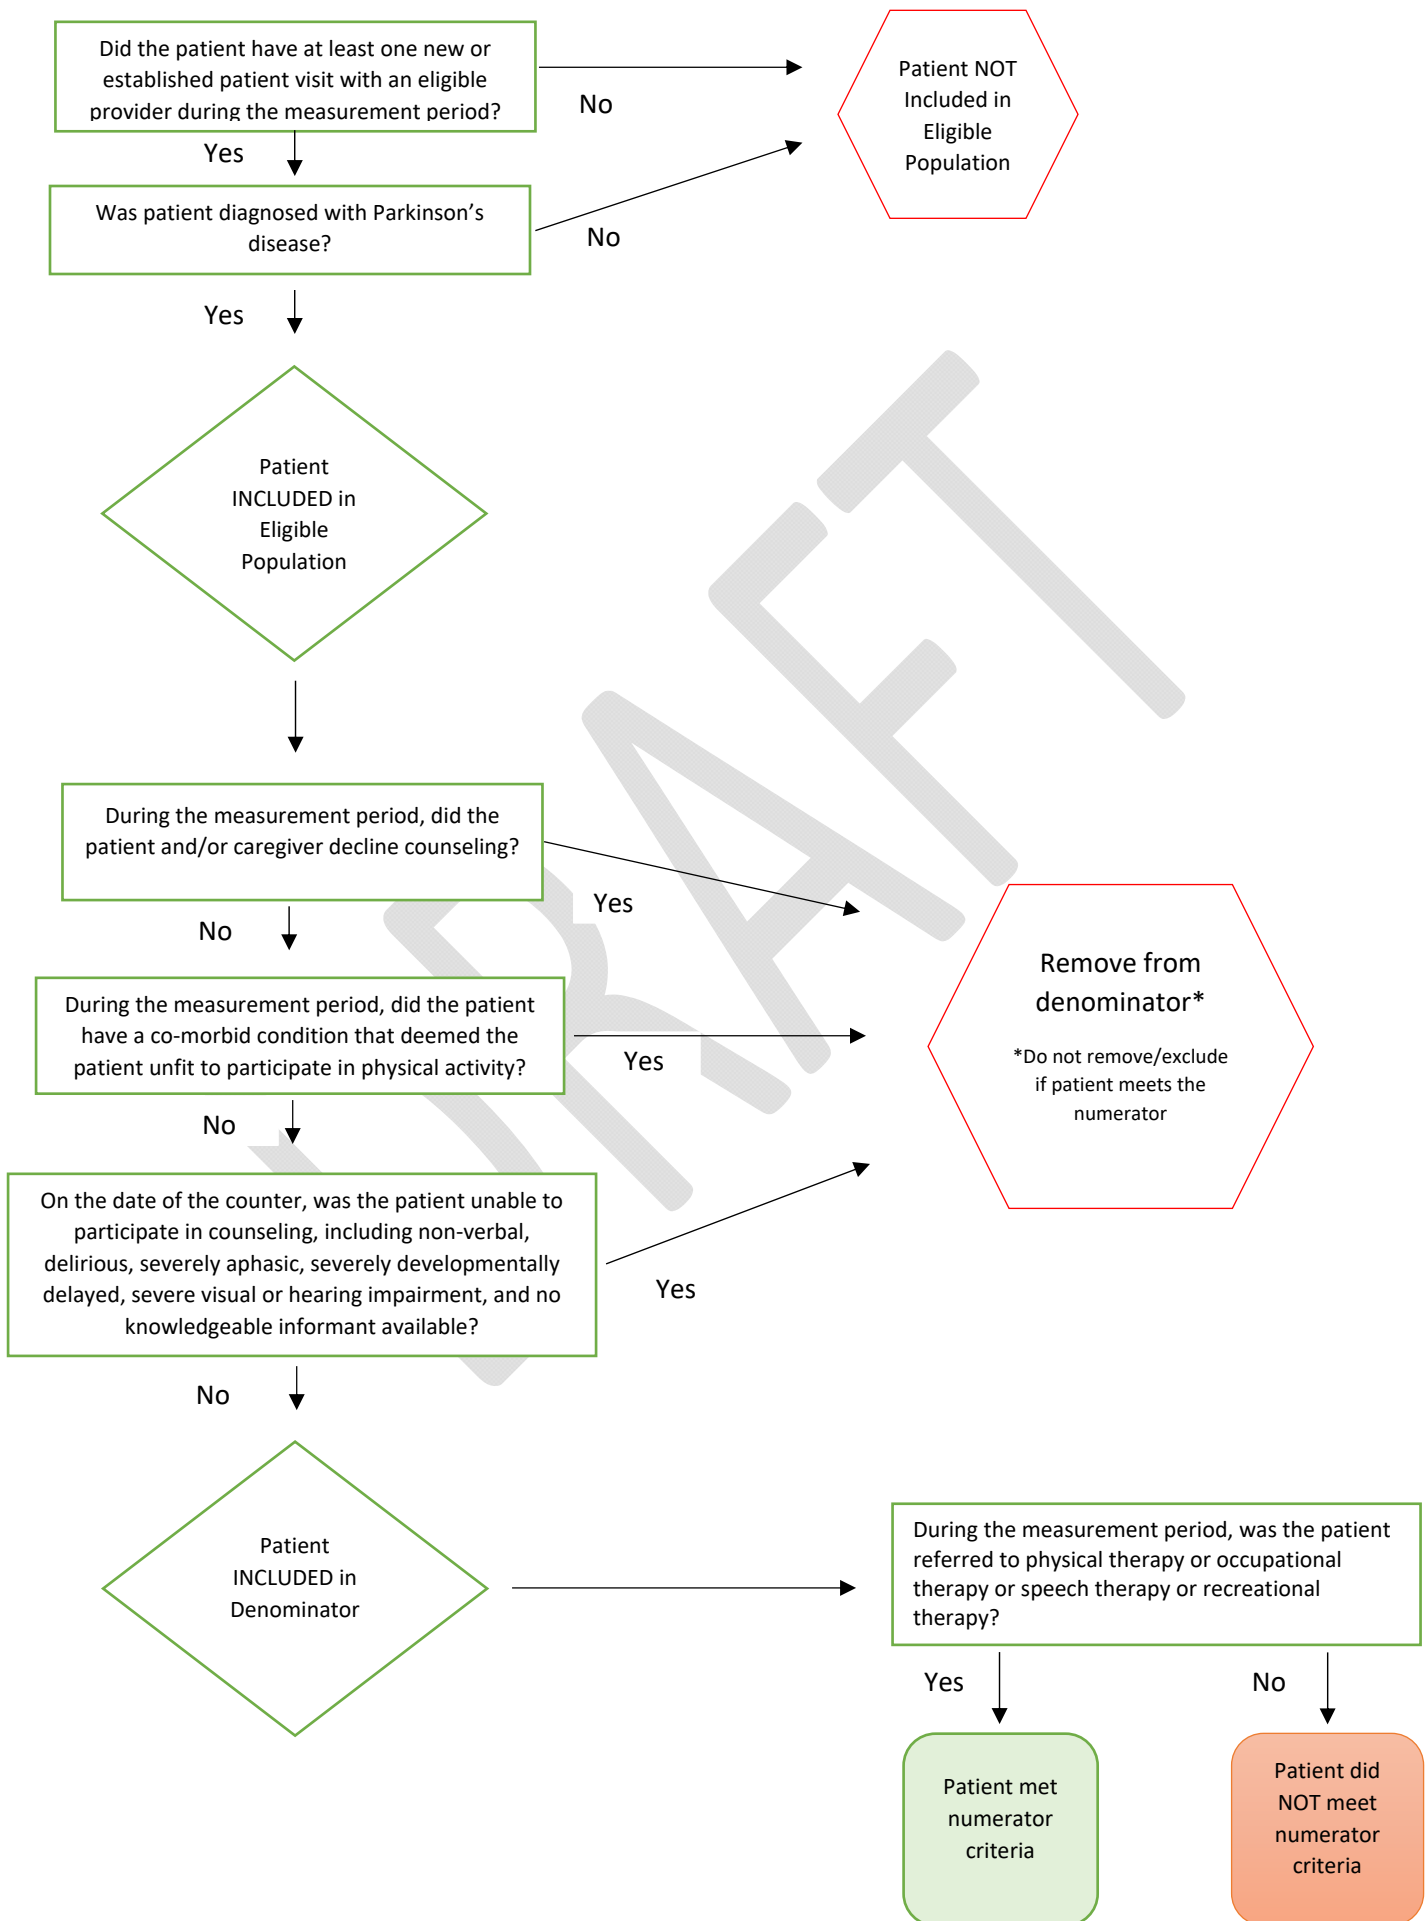 Did the patient have at least one new or
established patient visit with an eligible
provider during the measurement period?
No
Patient NOT
Included in
Eligible
Population
Yes
Was patient diagnosed with Parkinson’s
disease?
No
Yes
Patient
INCLUDED in
Eligible
Population
During the measurement period, did the
patient and/or caregiver decline counseling?
Yes
No
During the measurement period, did the patient
have a co-morbid condition that deemed the
patient unfit to participate in physical activity?
Yes
Remove from
denominator*
*Do not remove/exclude
if patient meets the
numerator
No
On the date of the counter, was the patient unable to
participate in counseling, including non-verbal,
delirious, severely aphasic, severely developmentally
delayed, severe visual or hearing impairment, and no
knowledgeable informant available?
Yes
No
Patient
INCLUDED in
Denominator
During the measurement period, was the patient
referred to physical therapy or occupational
therapy or speech therapy or recreational
therapy?
Yes
No
Patient met
numerator
criteria
Patient did
NOT meet
numerator
criteria
DRAFT